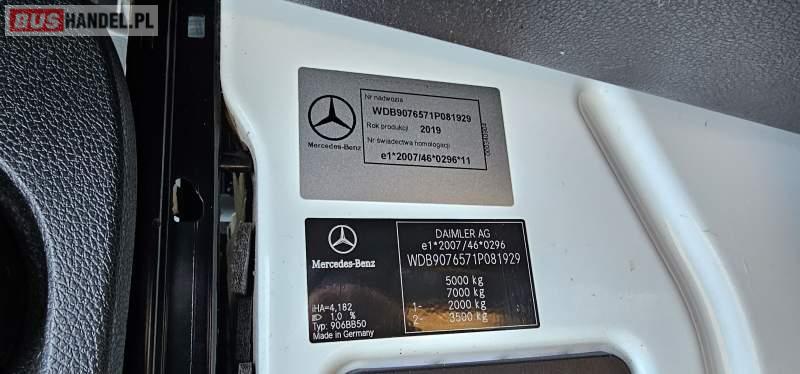 BUSHANDEL.PL
Nr nadwozia
WDB9076571P081929
Rok produkcji 2019
Nr świadectwa homologacji
e1*2007/46*0296*11
Mercedes-Benz
DAIMLER AG
e1*2007/46*0296
WDB9076571P081929
5000 kg
7000 kg
1- 2000 kg
2- 3500 kg
Mercedes-Benz
iHA=4,182
1,0 %
Typ: 906BB50
Made in Germany